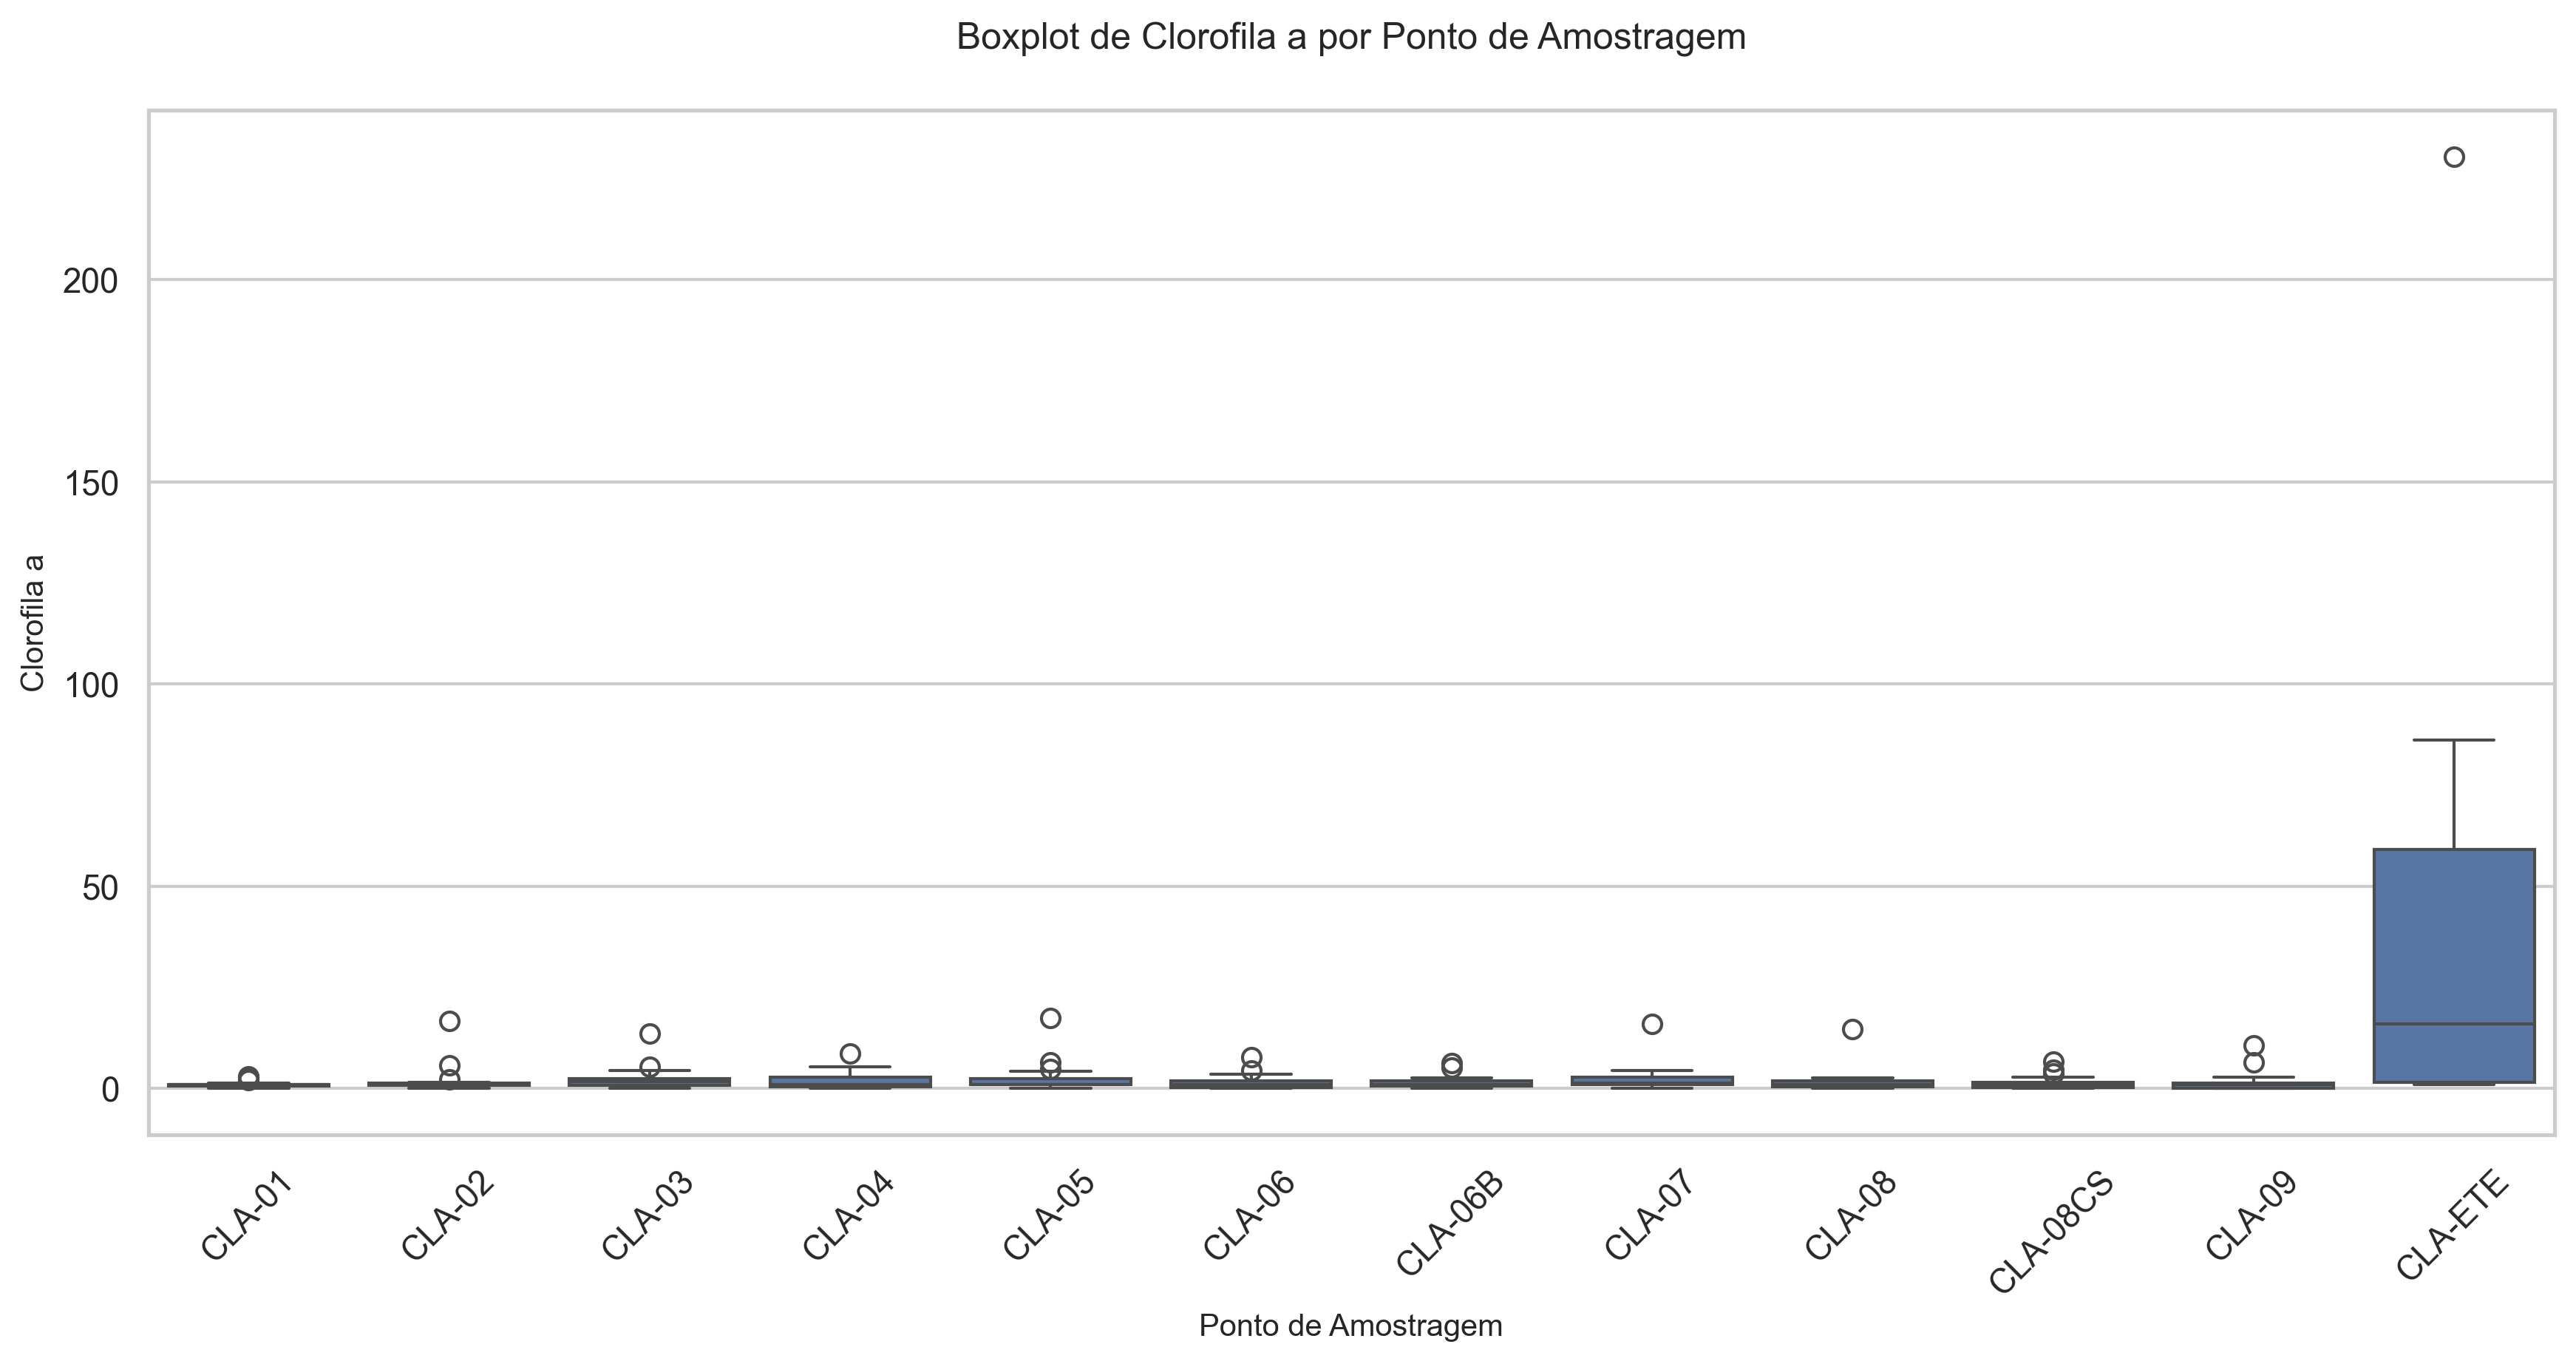 Boxplot de Clorofila a por Ponto de Amostragem
Clorofila a
200
150
100
50
0
CLA-01
CLA-02
CLA-03
CLA-04
CLA-05
CLA-06
CLA-06B
CLA-07
CLA-08
CLA-08CS
CLA-09
CLA-ETE
Ponto de Amostragem